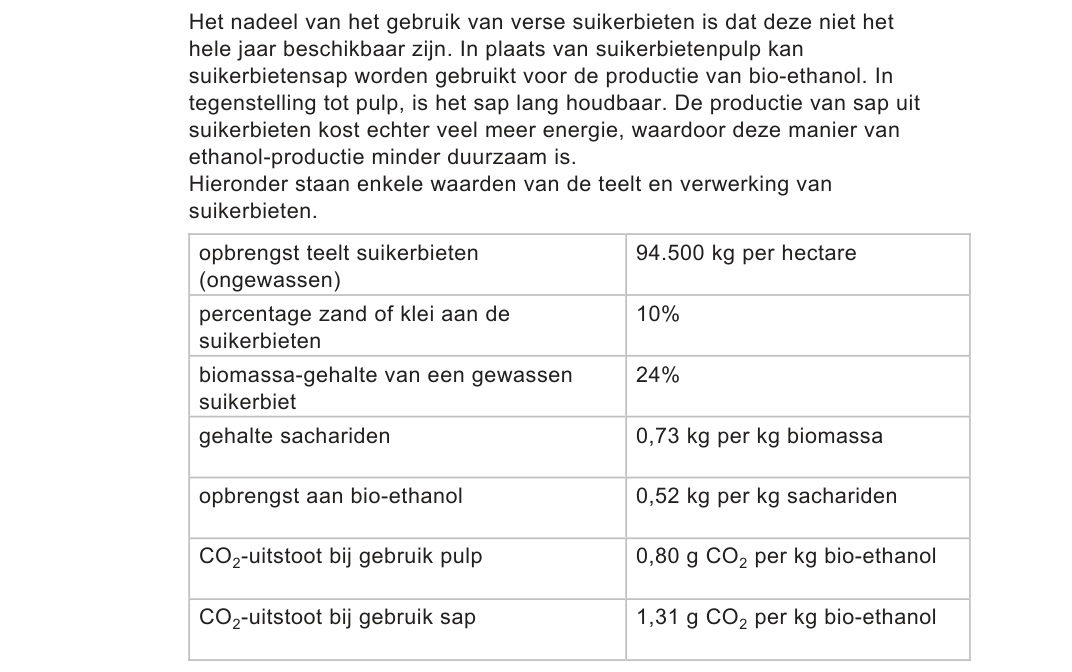 Het nadeel van het gebruik van verse suikerbieten is dat deze niet het
hele jaar beschikbaar zijn. In plaats van suikerbietenpulp kan
suikerbietensap worden gebruikt voor de productie van bio-ethanol. In
tegenstelling tot pulp, is het sap lang houdbaar. De productie van sap uit
suikerbieten kost echter veel meer energie, waardoor deze manier van
ethanol-productie minder duurzaam is.
Hieronder staan enkele waarden van de teelt en verwerking van
suikerbieten.
opbrengst teelt suikerbieten 94.500 kg per hectare
(ongewassen)
percentage zand of klei aan de 10%
suikerbieten
biomassa-gehalte van een gewassen 24%
suikerbiet
gehalte sachariden 0,73 kg per kg biomassa
opbrengst aan bio-ethanol 0,52 kg per kg sachariden
CO₂-uitstoot bij gebruik pulp 0,80 g CO₂ per kg bio-ethanol
CO₂-uitstoot bij gebruik sap 1,31 g CO₂ per kg bio-ethanol